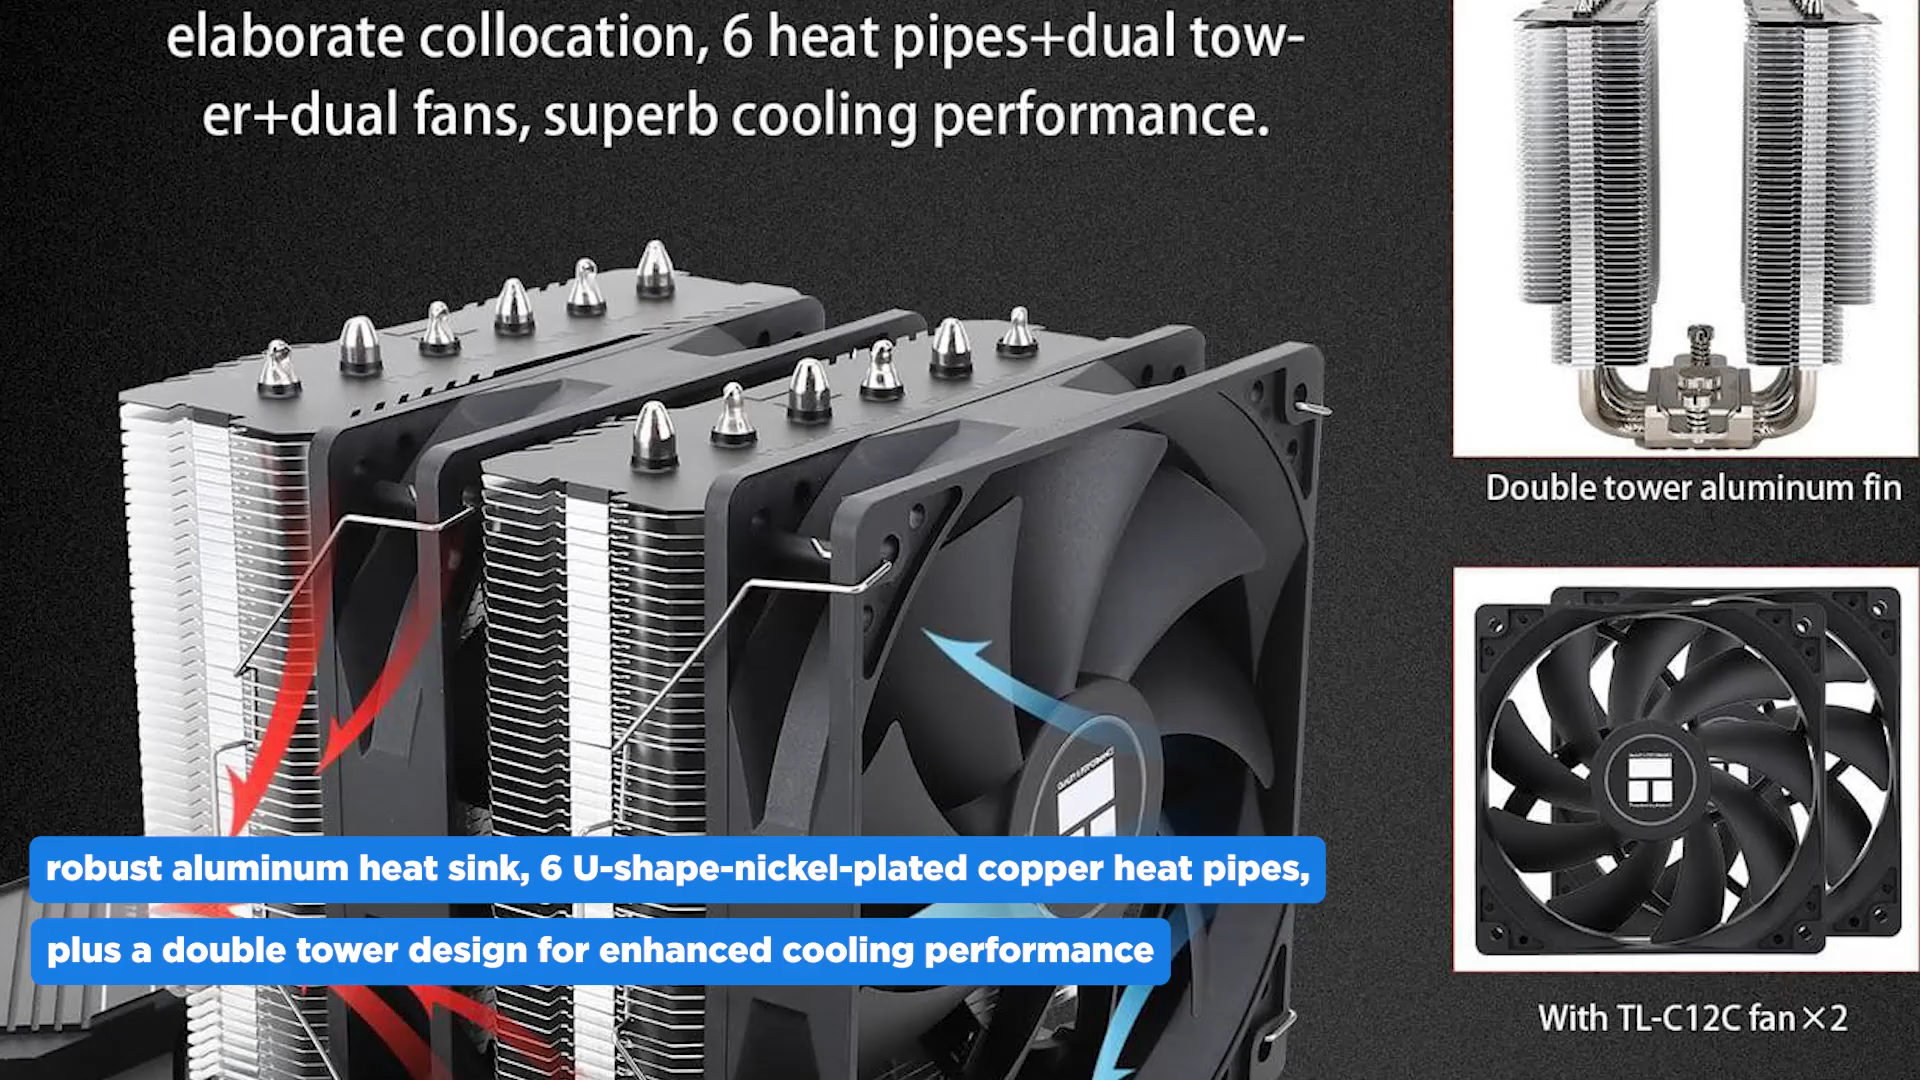 elaborate collocation, 6 heat pipes+dual tow-
er+dual fans, superb cooling performance.
Double tower aluminum fin
robust aluminum heat sink, 6 U-shape-nickel-plated copper heat pipes,
plus a double tower design for enhanced cooling performance
With TL-C12C fan×2